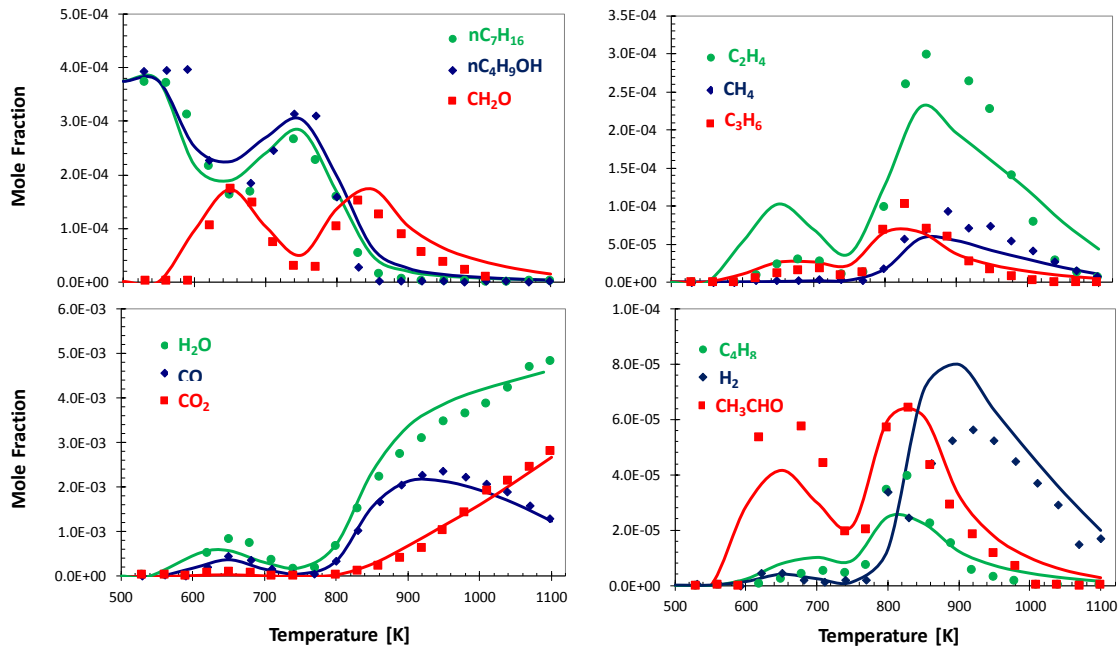 5.0E-04
4.0E-04
3.0E-04
2.0E-04
1.0E-04
0.0E+00
Mole Fraction
nC₇H₁₆
nC₄H₉OH
CH₂O
3.5E-04
3.0E-04
2.5E-04
2.0E-04
1.5E-04
1.0E-04
5.0E-05
0.0E+00
C₂H₄
CH₄
C₃H₆
6.0E-03
5.0E-03
4.0E-03
3.0E-03
2.0E-03
1.0E-03
0.0E+00
Mole Fraction
H₂O
CO
CO₂
500 600 700 800 900 1000 1100
Temperature [K]
1.0E-04
8.0E-05
6.0E-05
4.0E-05
2.0E-05
0.0E+00
C₄H₈
H₂
CH₃CHO
500 600 700 800 900 1000 1100
Temperature [K]